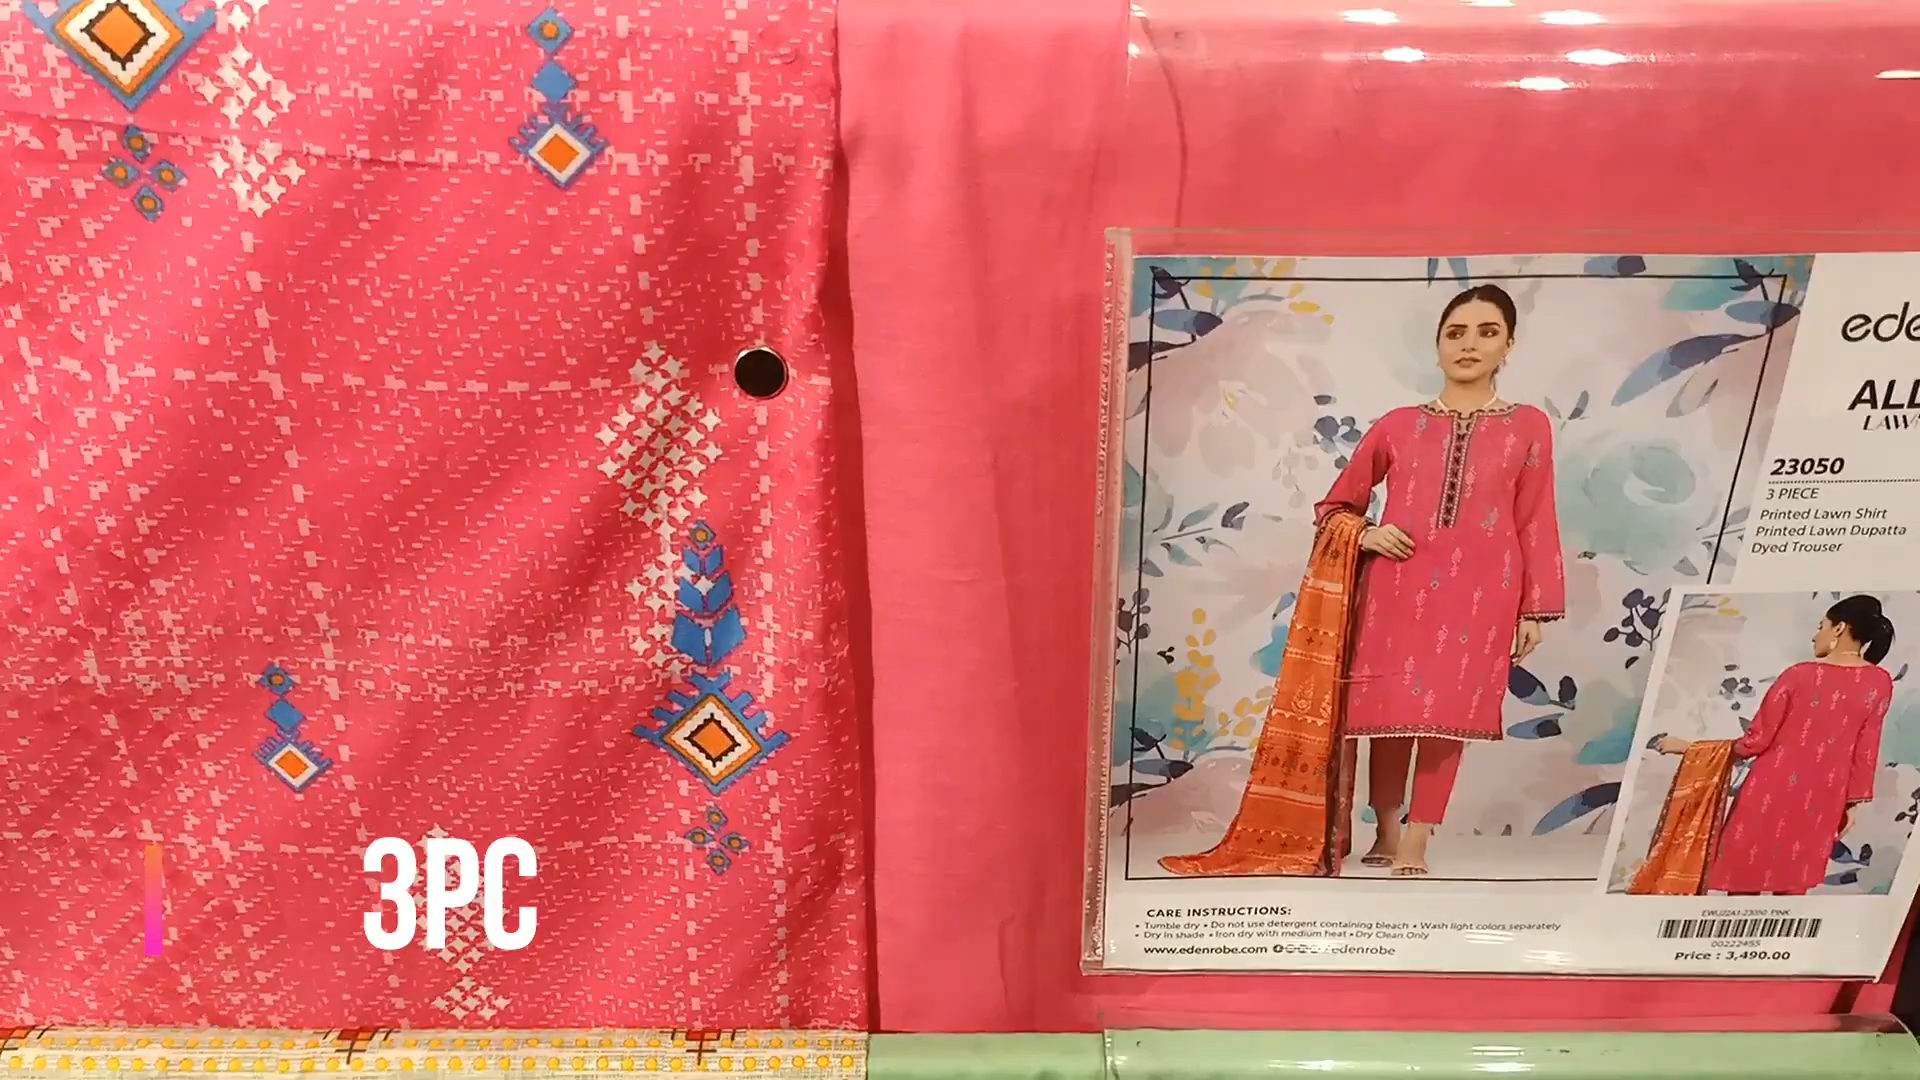 ede
ALL
LAW
23050
3 PIECE
Printed Lawn Shirt
Printed Lawn Dupatta
Dyed Trouser
3PC
CARE INSTRUCTIONS:
• Tumble dry • Do not use detergent containing bleach • Wash light colors separately
• Dry in shade • Iron dry with medium heat • Dry Clean Only
www.edenrobe.com edenrobe
00222455
Price : 3,490.00